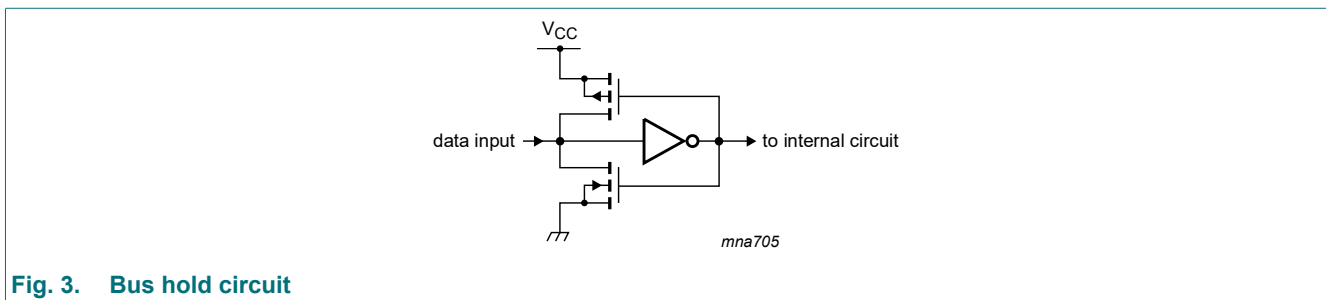 VCC
data input
to internal circuit
mna705
Fig. 3. Bus hold circuit